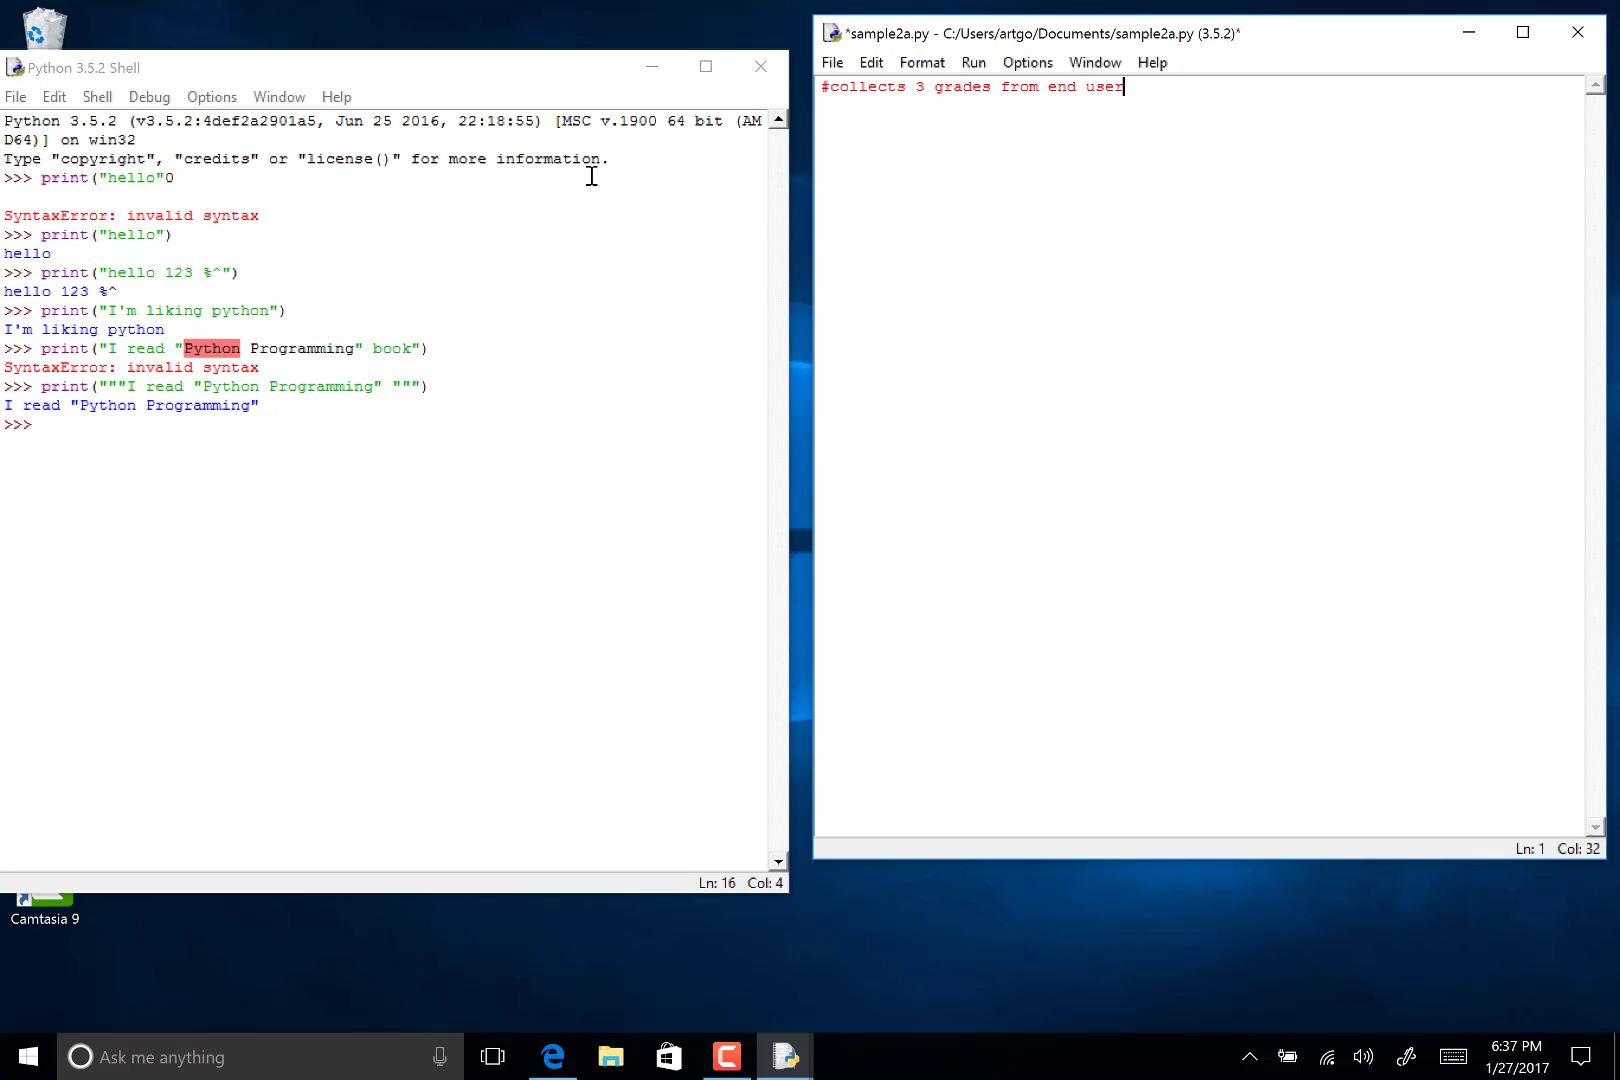 Python 3.5.2 Shell
File Edit Shell Debug Options Window Help
Python 3.5.2 (v3.5.2:4def2a2901a5, Jun 25 2016, 22:18:55) [MSC v.1900 64 bit (AM
D64)] on win32
Type "copyright", "credits" or "license()" for more information.
>>> print("hello"0
SyntaxError: invalid syntax
>>> print("hello")
hello
>>> print("hello 123 %^")
hello 123 %^
>>> print("I'm liking python")
I'm liking python
>>> print("I read "Python Programming" book")
SyntaxError: invalid syntax
>>> print("""I read "Python Programming" """)
I read "Python Programming"
>>>
Ln: 16 Col: 4
*sample2a.py - C:/Users/artgo/Documents/sample2a.py (3.5.2)*
File Edit Format Run Options Window Help
#collects 3 grades from end user
Ln: 1 Col: 32
Camtasia 9
Ask me anything
6:37 PM
1/27/2017